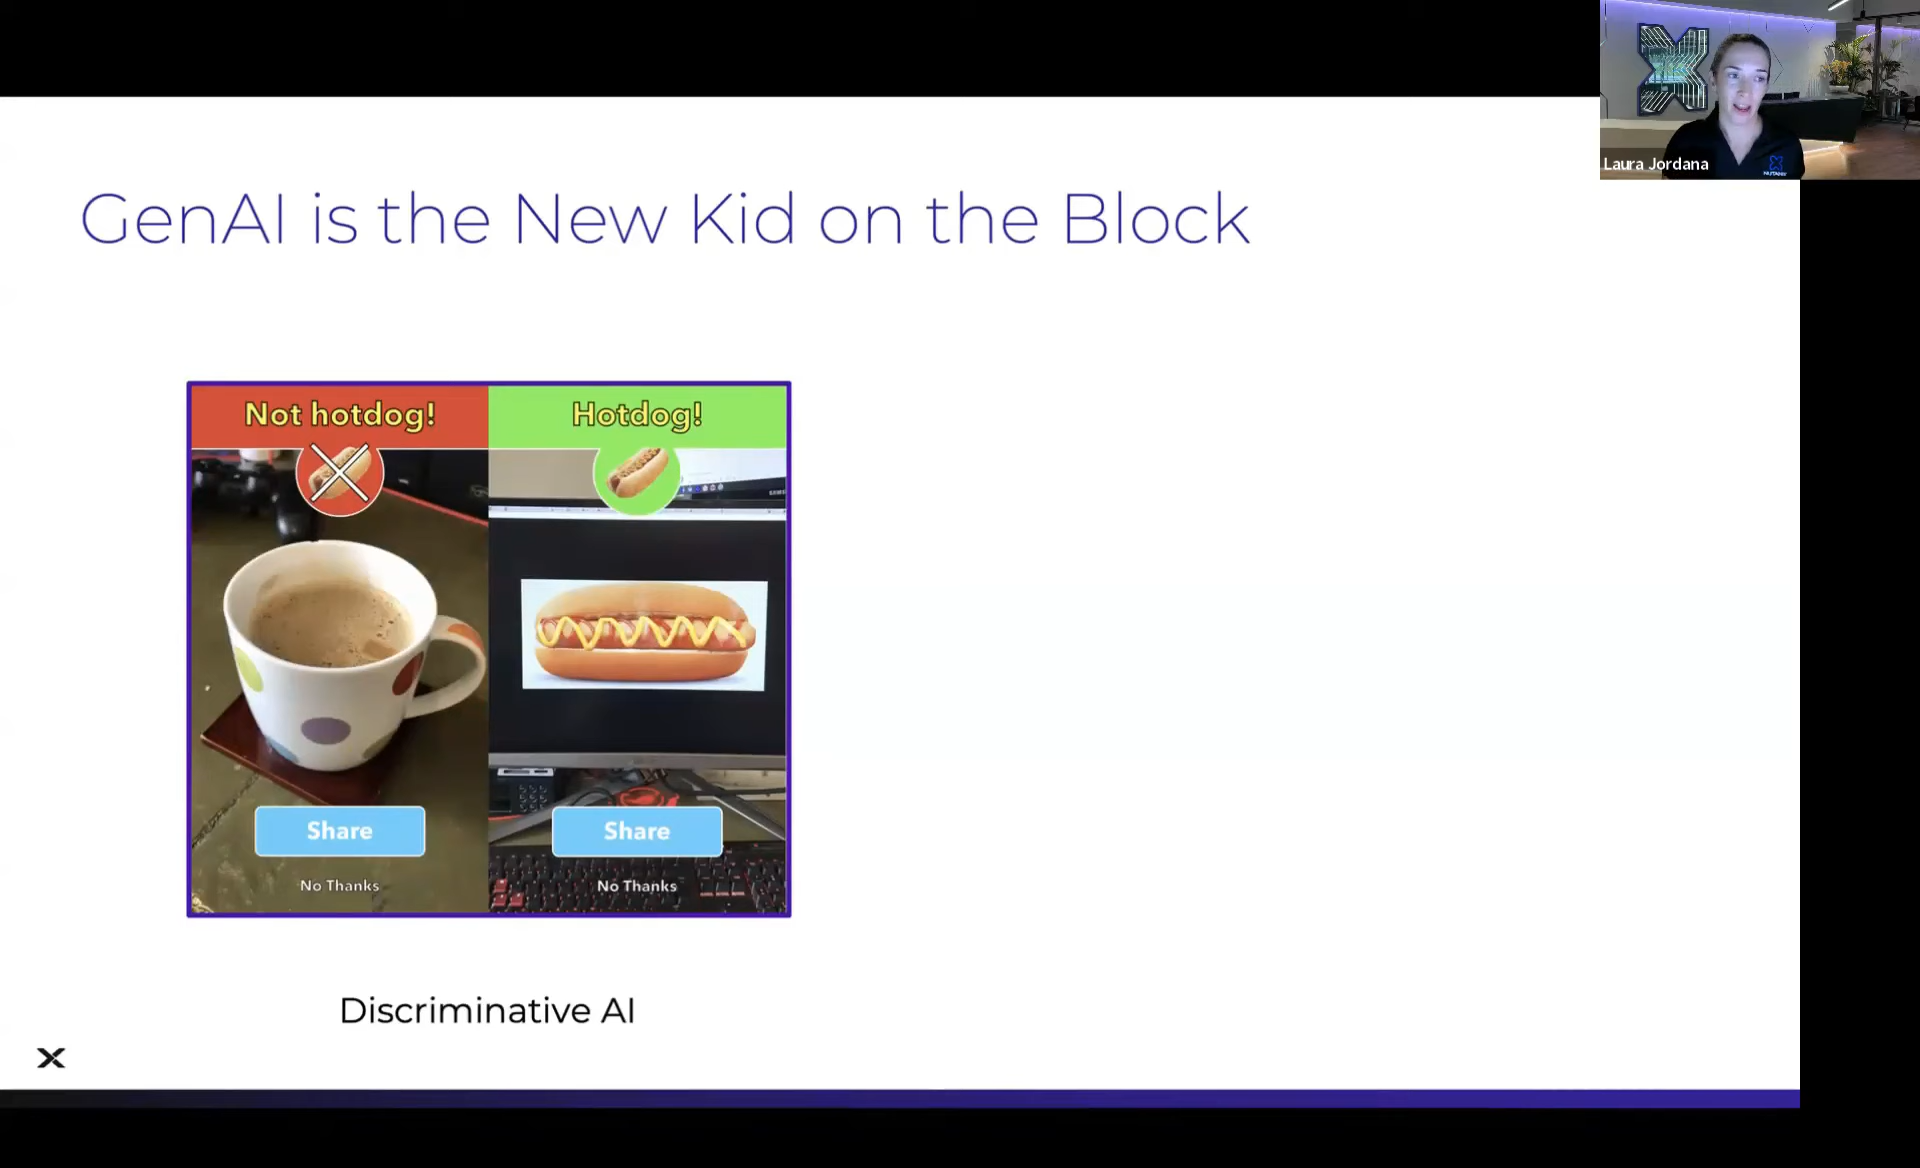 Laura Jordana
NUTANIX
GenAI is the New Kid on the Block
Not hotdog!
Hotdog!
Share
Share
No Thanks
No Thanks
Discriminative AI